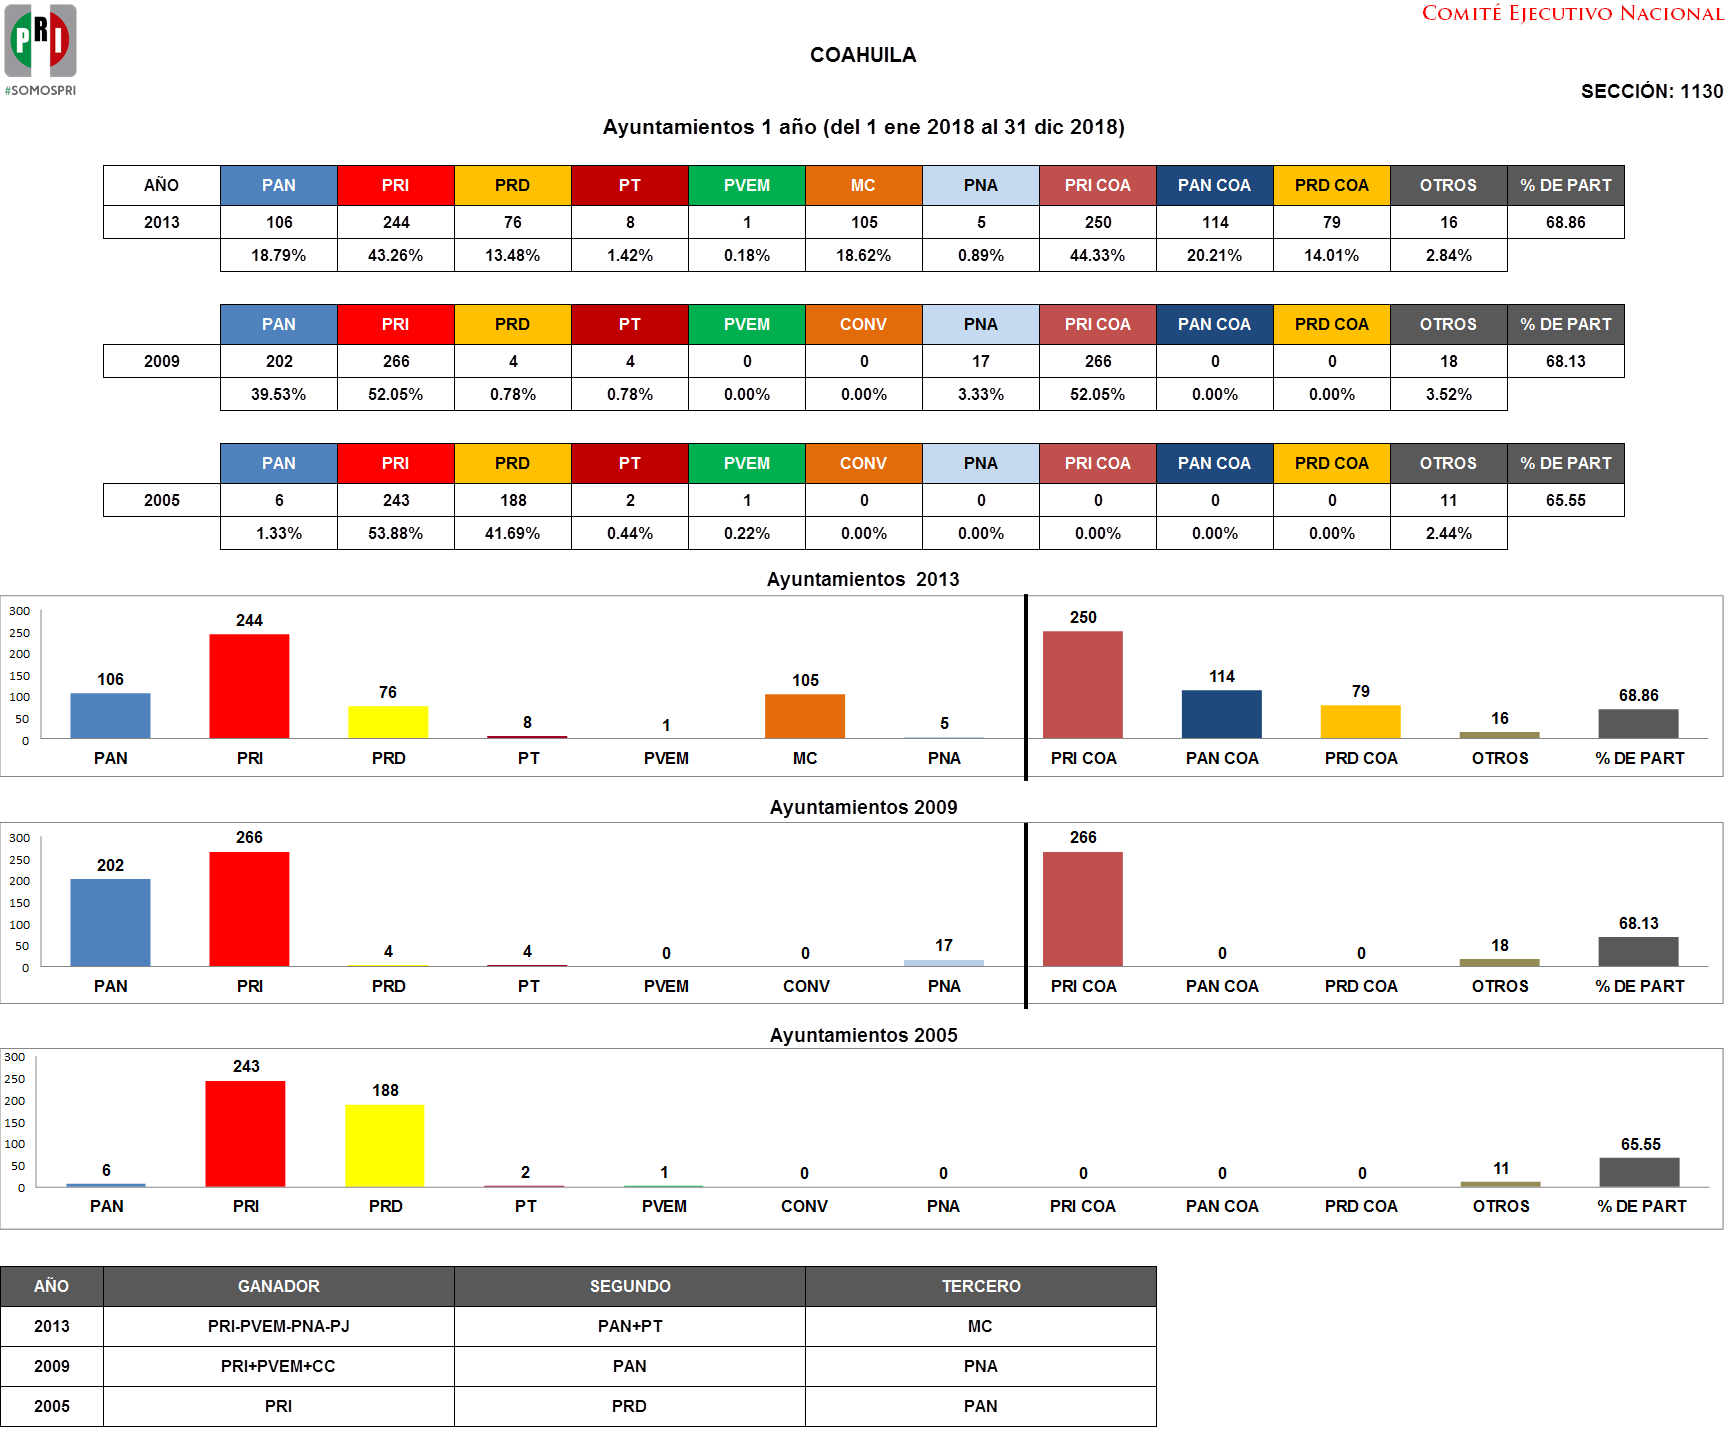 PRI
#SOMOSPRI
COMITÉ EJECUTIVO NACIONAL
COAHUILA
SECCIÓN: 1130
Ayuntamientos 1 año (del 1 ene 2018 al 31 dic 2018)
AÑO PAN PRI PRD PT PVEM MC PNA PRI COA PAN COA PRD COA OTROS % DE PART
2013 106 244 76 8 1 105 5 250 114 79 16 68.86
18.79% 43.26% 13.48% 1.42% 0.18% 18.62% 0.89% 44.33% 20.21% 14.01% 2.84%
PAN PRI PRD PT PVEM CONV PNA PRI COA PAN COA PRD COA OTROS % DE PART
2009 202 266 4 4 0 0 17 266 0 0 18 68.13
39.53% 52.05% 0.78% 0.78% 0.00% 0.00% 3.33% 52.05% 0.00% 0.00% 3.52%
PAN PRI PRD PT PVEM CONV PNA PRI COA PAN COA PRD COA OTROS % DE PART
2005 6 243 188 2 1 0 0 0 0 0 11 65.55
1.33% 53.88% 41.69% 0.44% 0.22% 0.00% 0.00% 0.00% 0.00% 0.00% 2.44%
Ayuntamientos 2013
300
250
200
150
100
50
0
106 244 76 8 1 105 5 250 114 79 16 68.86
PAN PRI PRD PT PVEM MC PNA PRI COA PAN COA PRD COA OTROS % DE PART
Ayuntamientos 2009
300
250
200
150
100
50
0
202 266 4 4 0 0 17 266 0 0 18 68.13
PAN PRI PRD PT PVEM CONV PNA PRI COA PAN COA PRD COA OTROS % DE PART
Ayuntamientos 2005
300
250
200
150
100
50
0
6 243 188 2 1 0 0 0 0 0 11 65.55
PAN PRI PRD PT PVEM CONV PNA PRI COA PAN COA PRD COA OTROS % DE PART
AÑO GANADOR SEGUNDO TERCERO
2013 PRI-PVEM-PNA-PJ PAN+PT MC
2009 PRI+PVEM+CC PAN PNA
2005 PRI PRD PAN